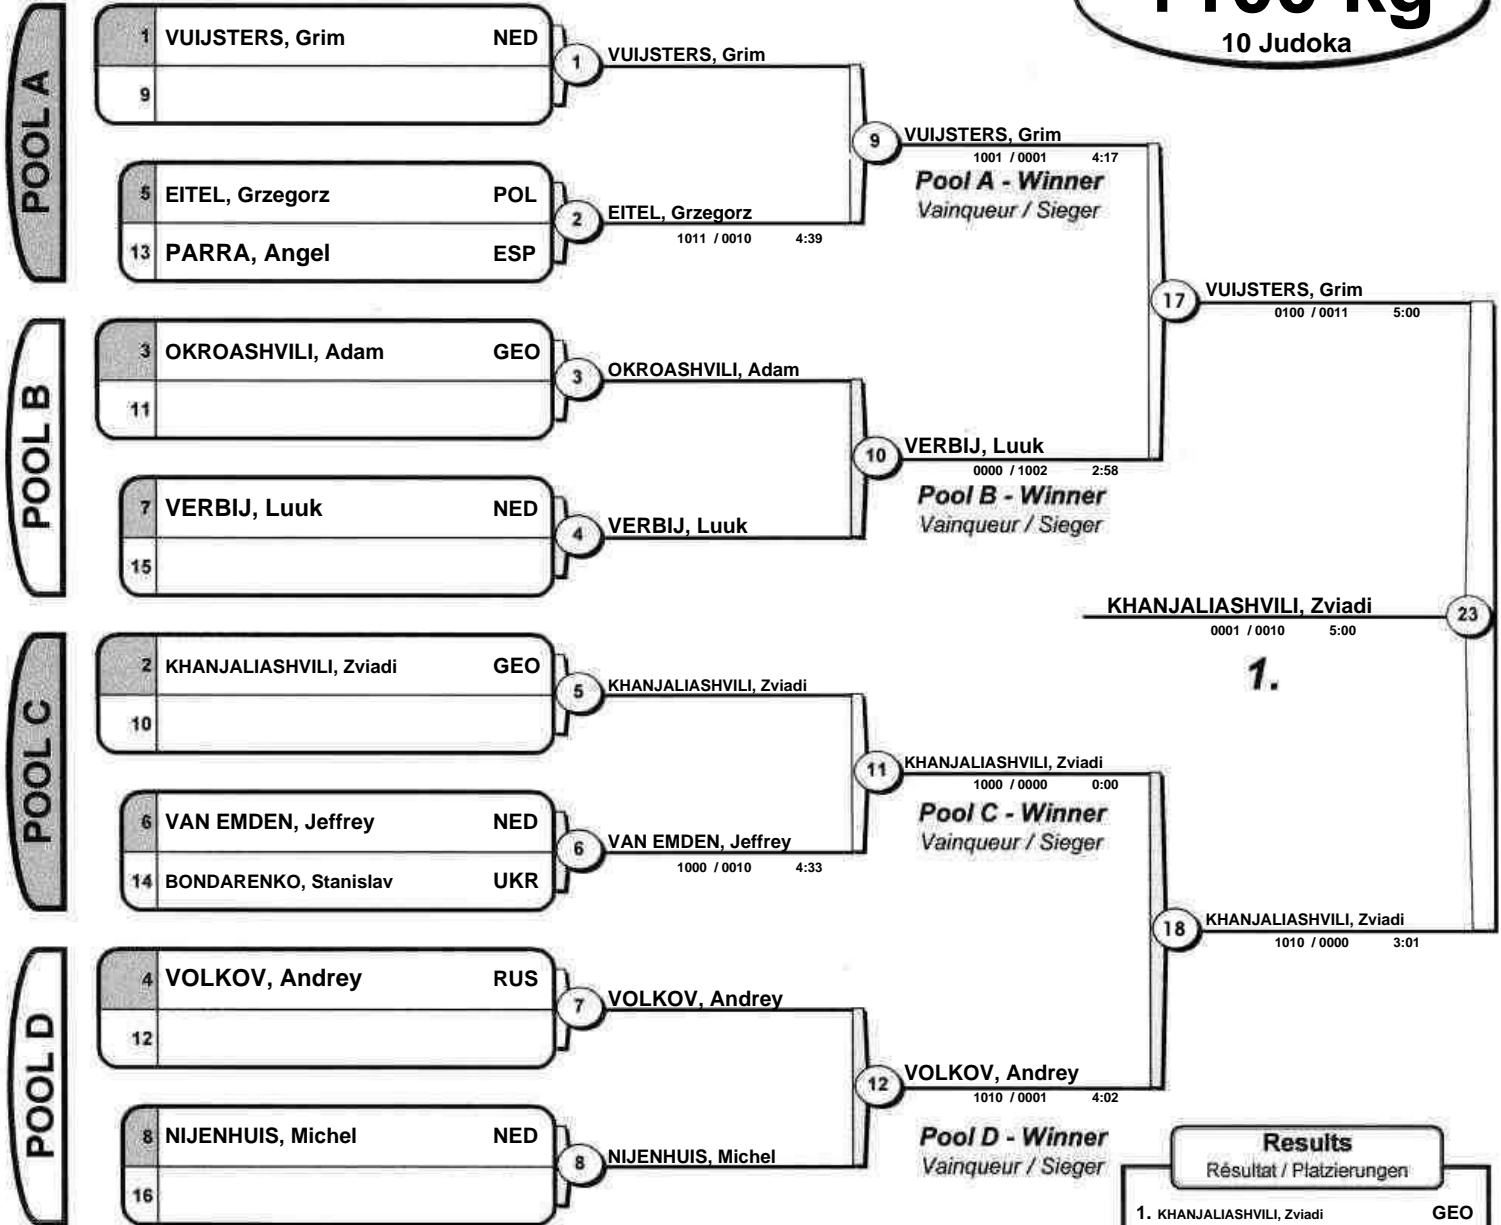 10 Judoka
POOL A
1 VUIJSTERS, Grim NED
9
1 VUIJSTERS, Grim
5 EITEL, Grzegorz POL
13 PARRA, Angel ESP
2 EITEL, Grzegorz
1011 / 0010 4:39
9 VUIJSTERS, Grim
1001 / 0001 4:17
Pool A - Winner
Vainqueur / Sieger
POOL B
3 OKROASHVILI, Adam GEO
11
3 OKROASHVILI, Adam
7 VERBIJ, Luuk NED
15
4 VERBIJ, Luuk
10 VERBIJ, Luuk
0000 / 1002 2:58
Pool B - Winner
Vainqueur / Sieger
17 VUIJSTERS, Grim
0100 / 0011 5:00
KHANJALIASHVILI, Zviadi 23
0001 / 0010 5:00
1.
POOL C
2 KHANJALIASHVILI, Zviadi GEO
10
5 KHANJALIASHVILI, Zviadi
6 VAN EMDEN, Jeffrey NED
14 BONDARENKO, Stanislav UKR
6 VAN EMDEN, Jeffrey
1000 / 0010 4:33
11 KHANJALIASHVILI, Zviadi
1000 / 0000 0:00
Pool C - Winner
Vainqueur / Sieger
POOL D
4 VOLKOV, Andrey RUS
12
7 VOLKOV, Andrey
8 NIJENHUIS, Michel NED
16
8 NIJENHUIS, Michel
12 VOLKOV, Andrey
1010 / 0001 4:02
Pool D - Winner
Vainqueur / Sieger
18 KHANJALIASHVILI, Zviadi
1010 / 0000 3:01
Results
Résultat / Platzierungen
1. KHANJALIASHVILI, Zviadi GEO